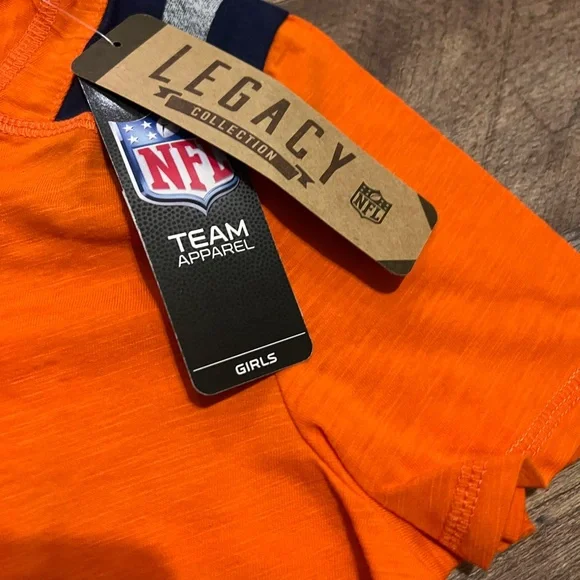 LEGACY
COLLECTION
NFL
NFL
TEAM
APPAREL
GIRLS